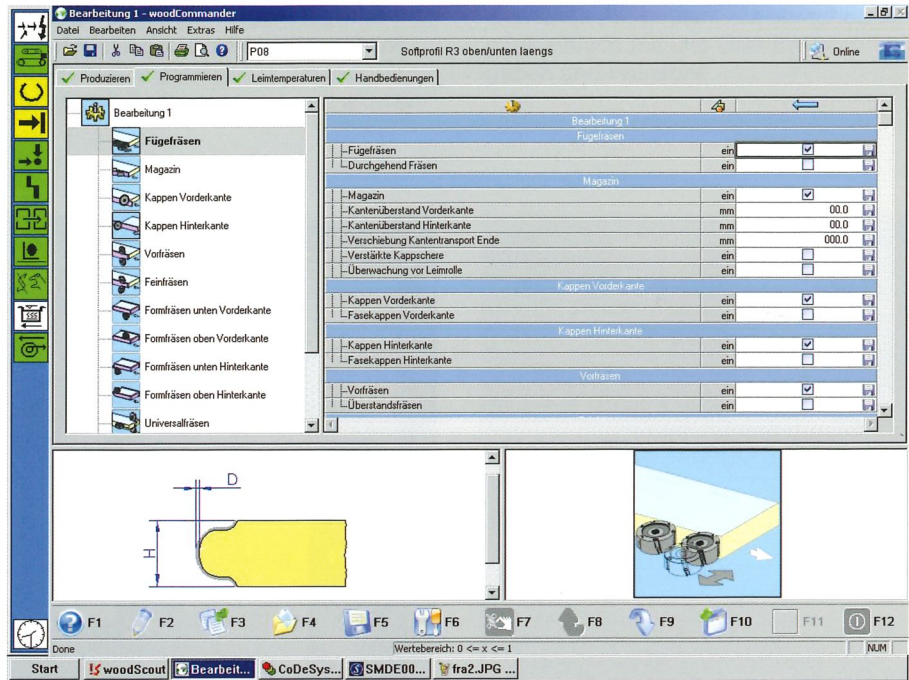 Bearbeitung 1 - woodCommander
Datei Bearbeiten Ansicht Extras Hilfe
P08 Softprofil R3 oben/unten laengs Online
Produzieren Programmieren Leimtemperaturen Handbedienungen
Bearbeitung 1
Fügefräsen
Magazin
Kappen Vorderkante
Kappen Hinterkante
Vorfräsen
Feinfräsen
Formfräsen unten Vorderkante
Formfräsen oben Vorderkante
Formfräsen unten Hinterkante
Formfräsen oben Hinterkante
Universalfräsen
Bearbeitung 1
Fügefräsen
Fügefräsen ein
Durchgehend Fräsen ein
Magazin
Magazin ein
Kantenüberstand Vorderkante mm 00.0
Kantenüberstand Hinterkante mm 00.0
Verschiebung Kantentransport Ende mm 000.0
Verstärkte Kappschere ein
Überwachung vor Leimrolle ein
Kappen Vorderkante
Kappen Vorderkante ein
Fasekappen Vorderkante ein
Kappen Hinterkante
Kappen Hinterkante ein
Fasekappen Hinterkante ein
Vorfräsen
Vorfräsen ein
Überstandsfräsen ein
D
H
F1 F2 F3 F4 F5 F6 F7 F8 F9 F10 F11 F12
Done Wertebereich: 0 <= x <= 1 NUM
Start woodScout Bearbeit... CoDeSys... SMDE00... fra2.JPG ...